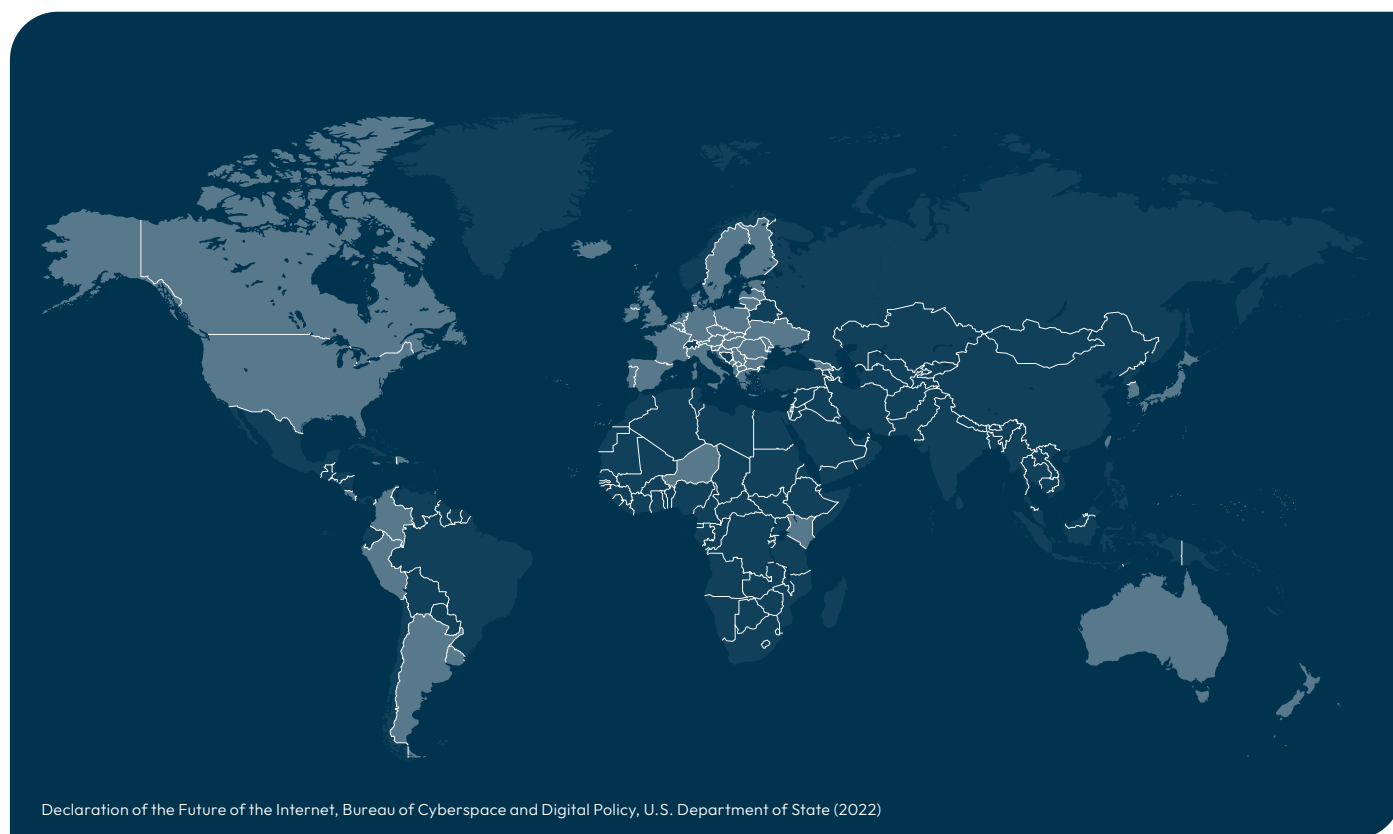 Declaration of the Future of the Internet, Bureau of Cyberspace and Digital Policy, U.S. Department of State (2022)